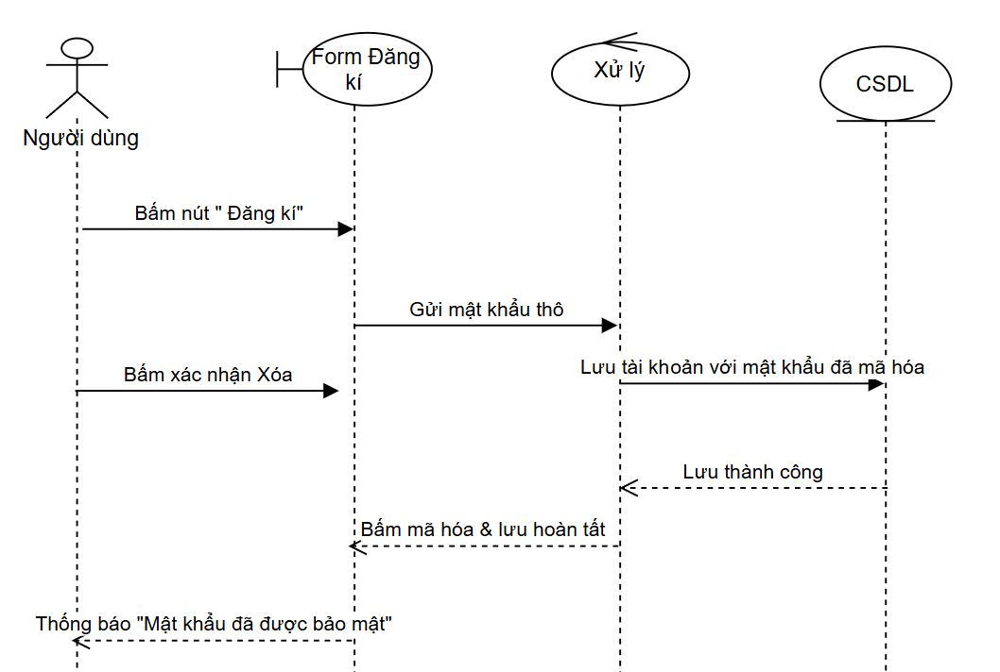 Form Đăng
kí
Xử lý
CSDL
Người dùng
Bấm nút " Đăng kí"
Gửi mật khẩu thô
Lưu tài khoản với mật khẩu đã mã hóa
Bấm xác nhận Xóa
Lưu thành công
Bấm mã hóa & lưu hoàn tất
Thống báo "Mật khẩu đã được bảo mật"